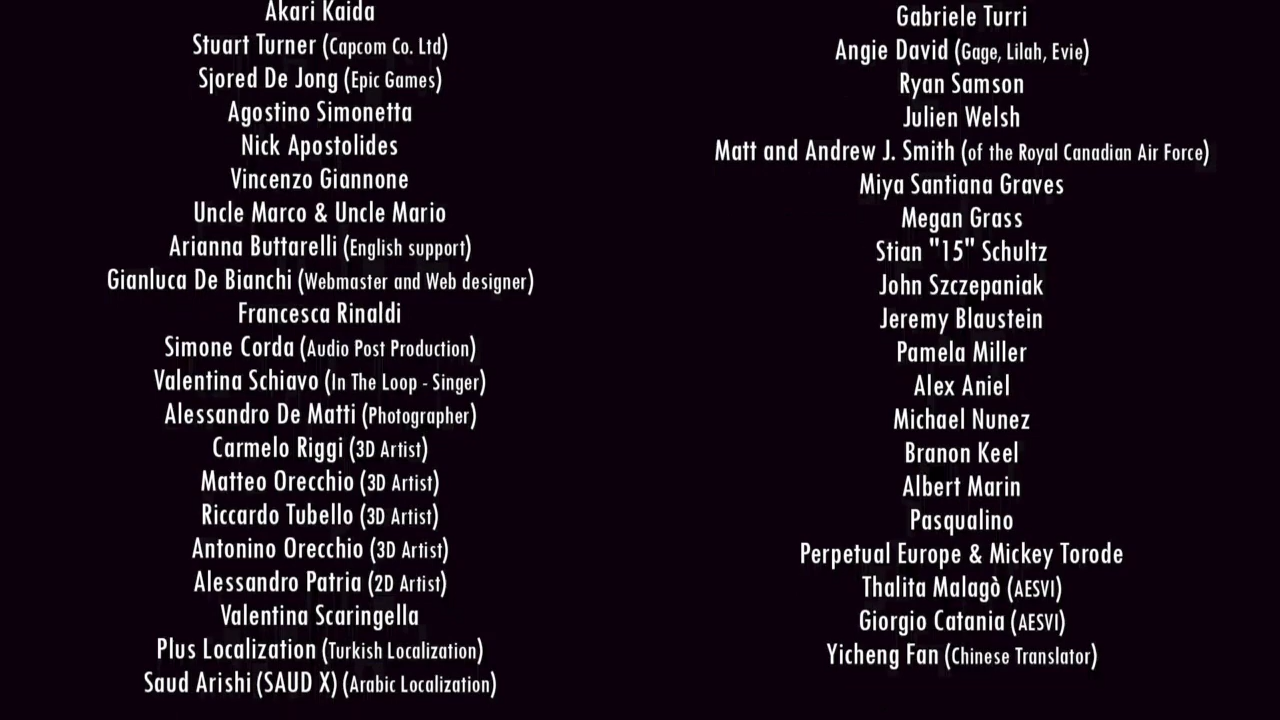 Akari Kaida
Stuart Turner (Capcom Co. Ltd)
Sjored De Jong (Epic Games)
Agostino Simonetta
Nick Apostolides
Vincenzo Giannone
Uncle Marco & Uncle Mario
Arianna Buttarelli (English support)
Gianluca De Bianchi (Webmaster and Web designer)
Francesca Rinaldi
Simone Corda (Audio Post Production)
Valentina Schiavo (In The Loop - Singer)
Alessandro De Matti (Photographer)
Carmelo Riggi (3D Artist)
Matteo Orecchio (3D Artist)
Riccardo Tubello (3D Artist)
Antonino Orecchio (3D Artist)
Alessandro Patria (2D Artist)
Valentina Scaringella
Plus Localization (Turkish Localization)
Saud Arishi (SAUD X) (Arabic Localization)
Gabriele Turri
Angie David (Gage, Lilah, Evie)
Ryan Samson
Julien Welsh
Matt and Andrew J. Smith (of the Royal Canadian Air Force)
Miya Santiana Graves
Megan Grass
Stian "15" Schultz
John Szczepaniak
Jeremy Blaustein
Pamela Miller
Alex Aniel
Michael Nunez
Branon Keel
Albert Marin
Pasqualino
Perpetual Europe & Mickey Torode
Thalita Malagò (AESVI)
Giorgio Catania (AESVI)
Yicheng Fan (Chinese Translator)